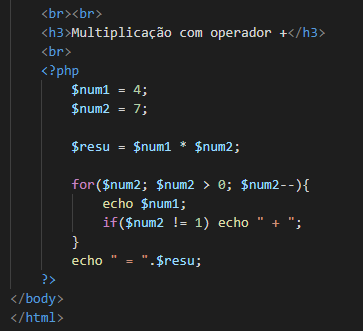 <br><br>
<h3>Multiplicação com operador +</h3>
<br>
<?php
$num1 = 4;
$num2 = 7;
$resu = $num1 * $num2;
for($num2; $num2 > 0; $num2--){
echo $num1;
if($num2 != 1) echo " + ";
}
echo " = ".$resu;
?>
</body>
</html>